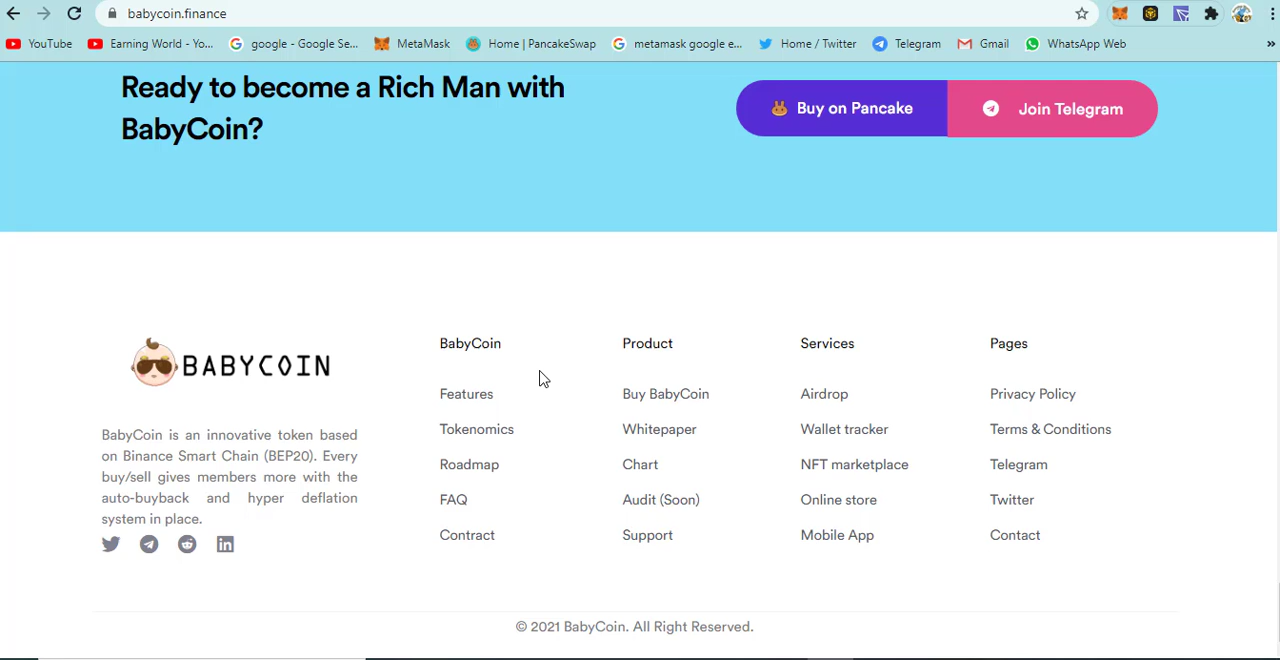 babycoin.finance
YouTube
Earning World - Yo...
google - Google Se...
MetaMask
Home | PancakeSwap
metamask google e...
Home / Twitter
Telegram
Gmail
WhatsApp Web
»
Ready to become a Rich Man with
BabyCoin?
Buy on Pancake
Join Telegram
BABYCOIN
BabyCoin is an innovative token based
on Binance Smart Chain (BEP20). Every
buy/sell gives members more with the
auto-buyback and hyper deflation
system in place.
BabyCoin
Features
Tokenomics
Roadmap
FAQ
Contract
Product
Buy BabyCoin
Whitepaper
Chart
Audit (Soon)
Support
Services
Airdrop
Wallet tracker
NFT marketplace
Online store
Mobile App
Pages
Privacy Policy
Terms & Conditions
Telegram
Twitter
Contact
© 2021 BabyCoin. All Right Reserved.